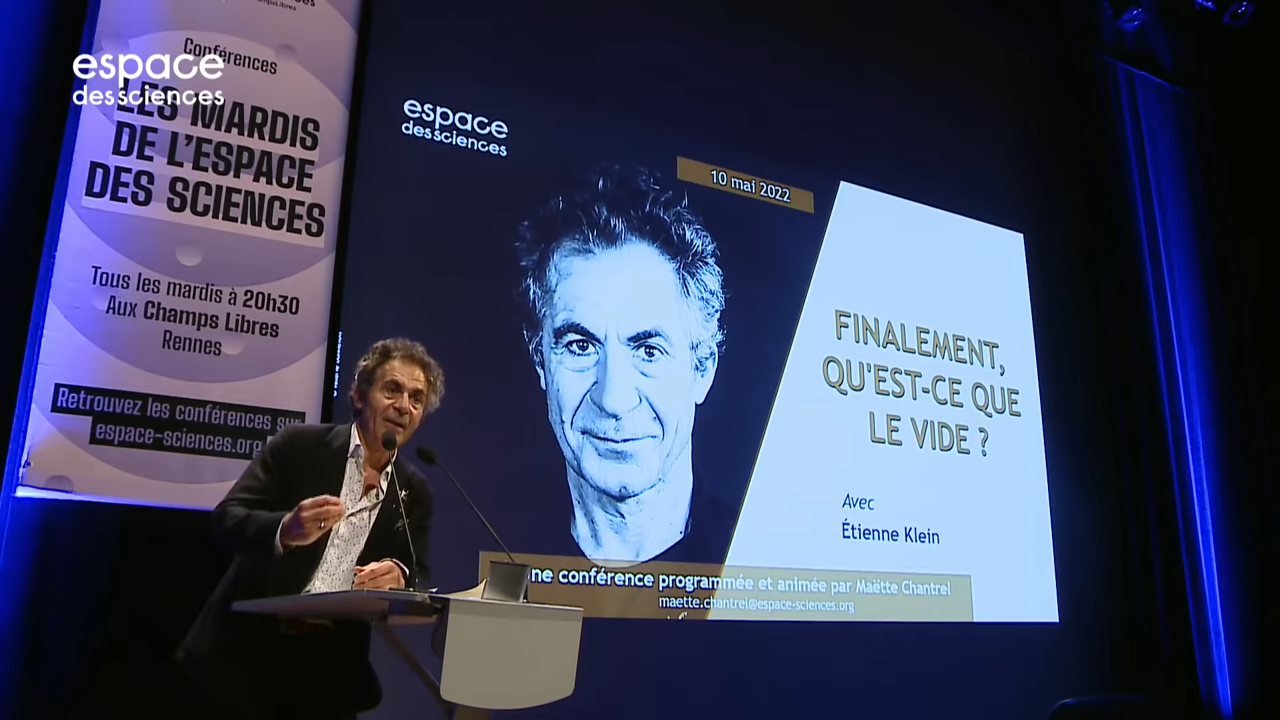 Conférences
espace
des sciences
LES MARDIS
DE L'ESPACE
DES SCIENCES
Tous les mardis à 20h30
Aux Champs Libres
Rennes
Retrouvez les conférences sur
espace-sciences.org
espace
des sciences
10 mai 2022
FINALEMENT,
QU'EST-CE QUE
LE VIDE ?
Avec
Étienne Klein
ne conférence programmée et animée par Maëtte Chantrel
maette.chantrel@espace-sciences.org